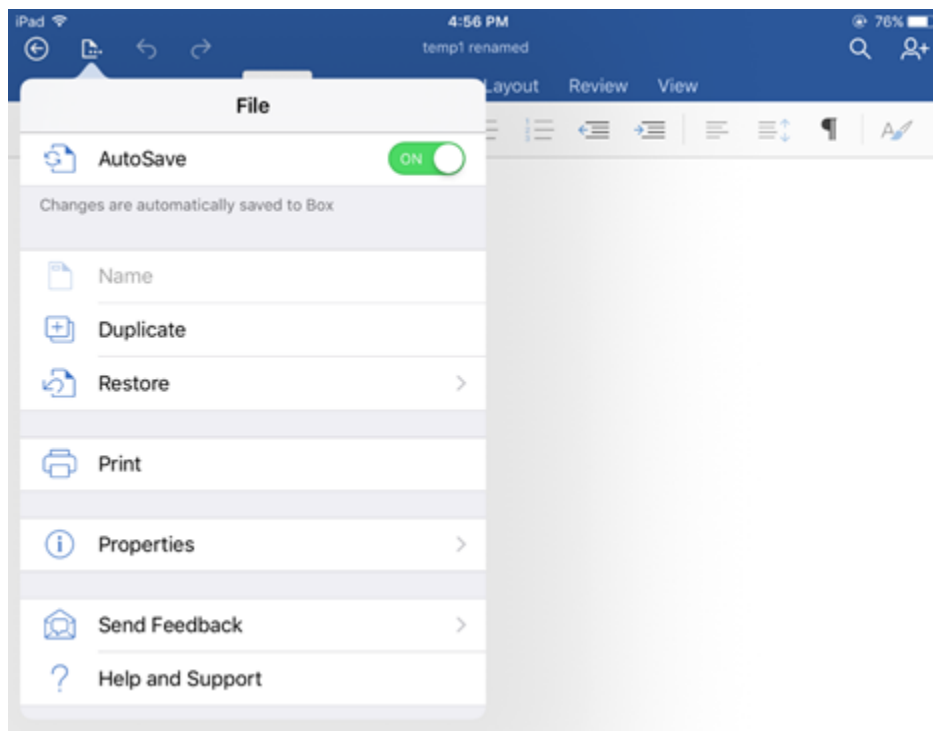 iPad 4:56 PM 76%
temp1 renamed
Layout Review View
File
AutoSave ON
Changes are automatically saved to Box
Name
Duplicate
Restore
Print
Properties
Send Feedback
Help and Support